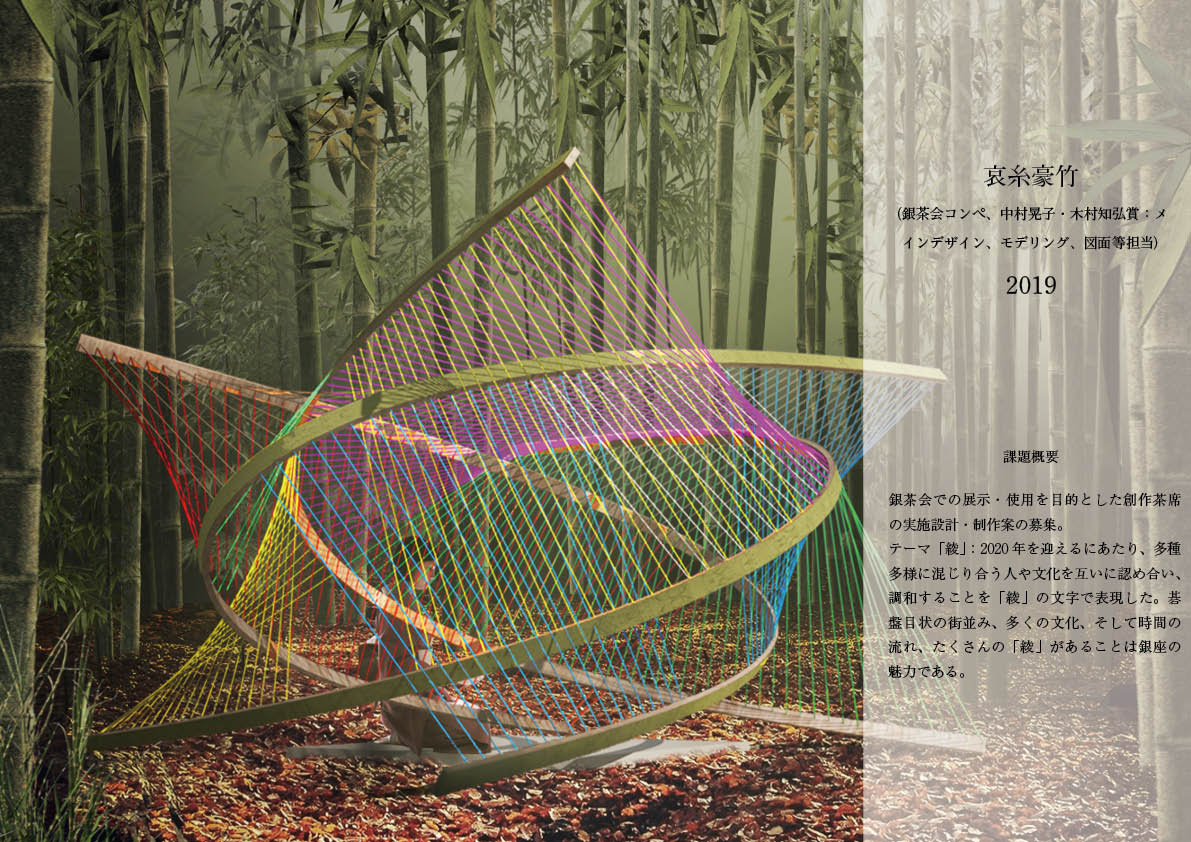 哀糸豪竹
(銀茶会コンペ、中村晃子・木村知弘賞：メ
インデザイン、モデリング、図面等担当)
2019
課題概要
銀茶会での展示・使用を目的とした創作茶席
の実施設計・制作案の募集。
テーマ「綾」：2020 年を迎えるにあたり、多種
多様に混じり合う人や文化を互いに認め合い、
調和することを「綾」の文字で表現した。碁
盤目状の街並み、多くの文化、そして時間の
流れ、たくさんの「綾」があることは銀座の
魅力である。